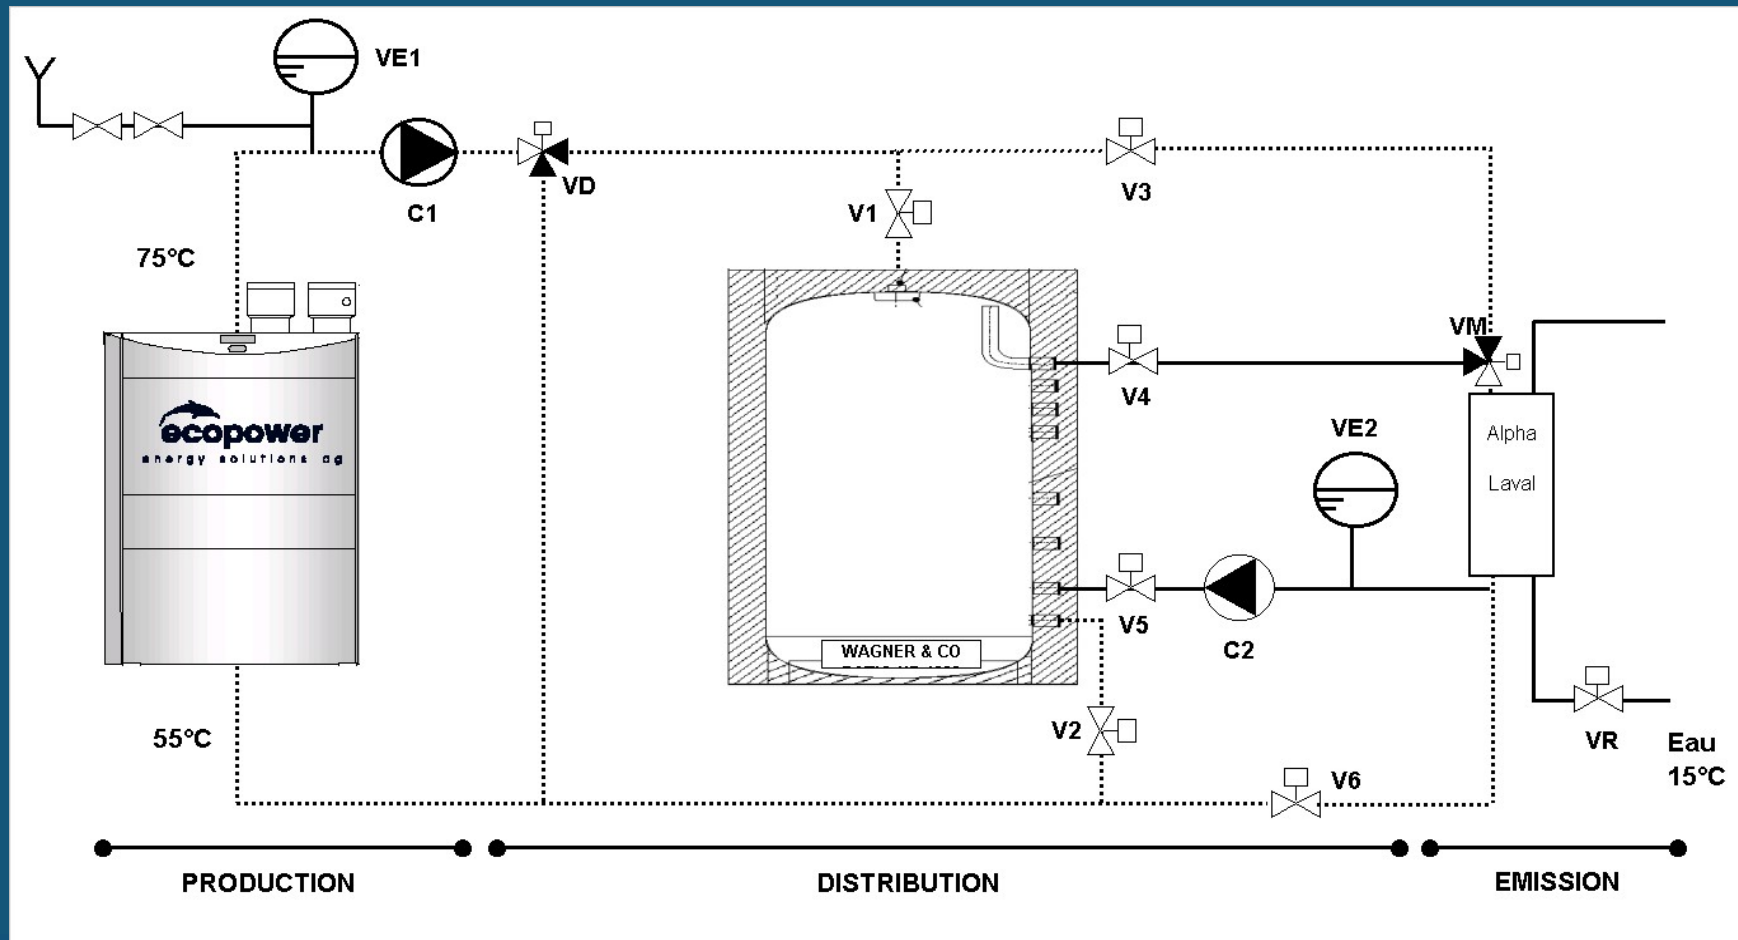 VE1
VD
C1
V3
V1
75°C
VM
V4
ecopower
energy solutions ag
Alpha
Laval
VE2
V5
C2
WAGNER & CO
55°C
V2
VR
Eau
15°C
V6
PRODUCTION
DISTRIBUTION
EMISSION